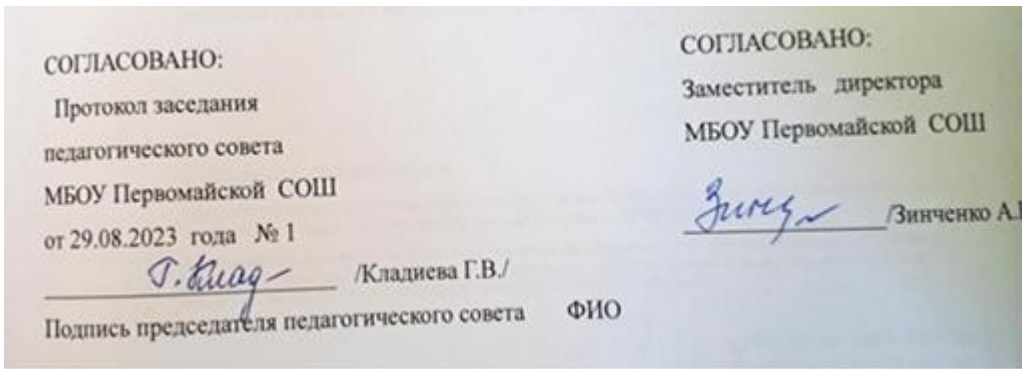 СОГЛАСОВАНО:
Протокол заседания
педагогического совета
МБОУ Первомайской СОШ
от 29.08.2023 года № 1
Г.Клад /Кладиева Г.В./
Подпись председателя педагогического совета ФИО
СОГЛАСОВАНО:
Заместитель директора
МБОУ Первомайской СОШ
/Зинченко А.